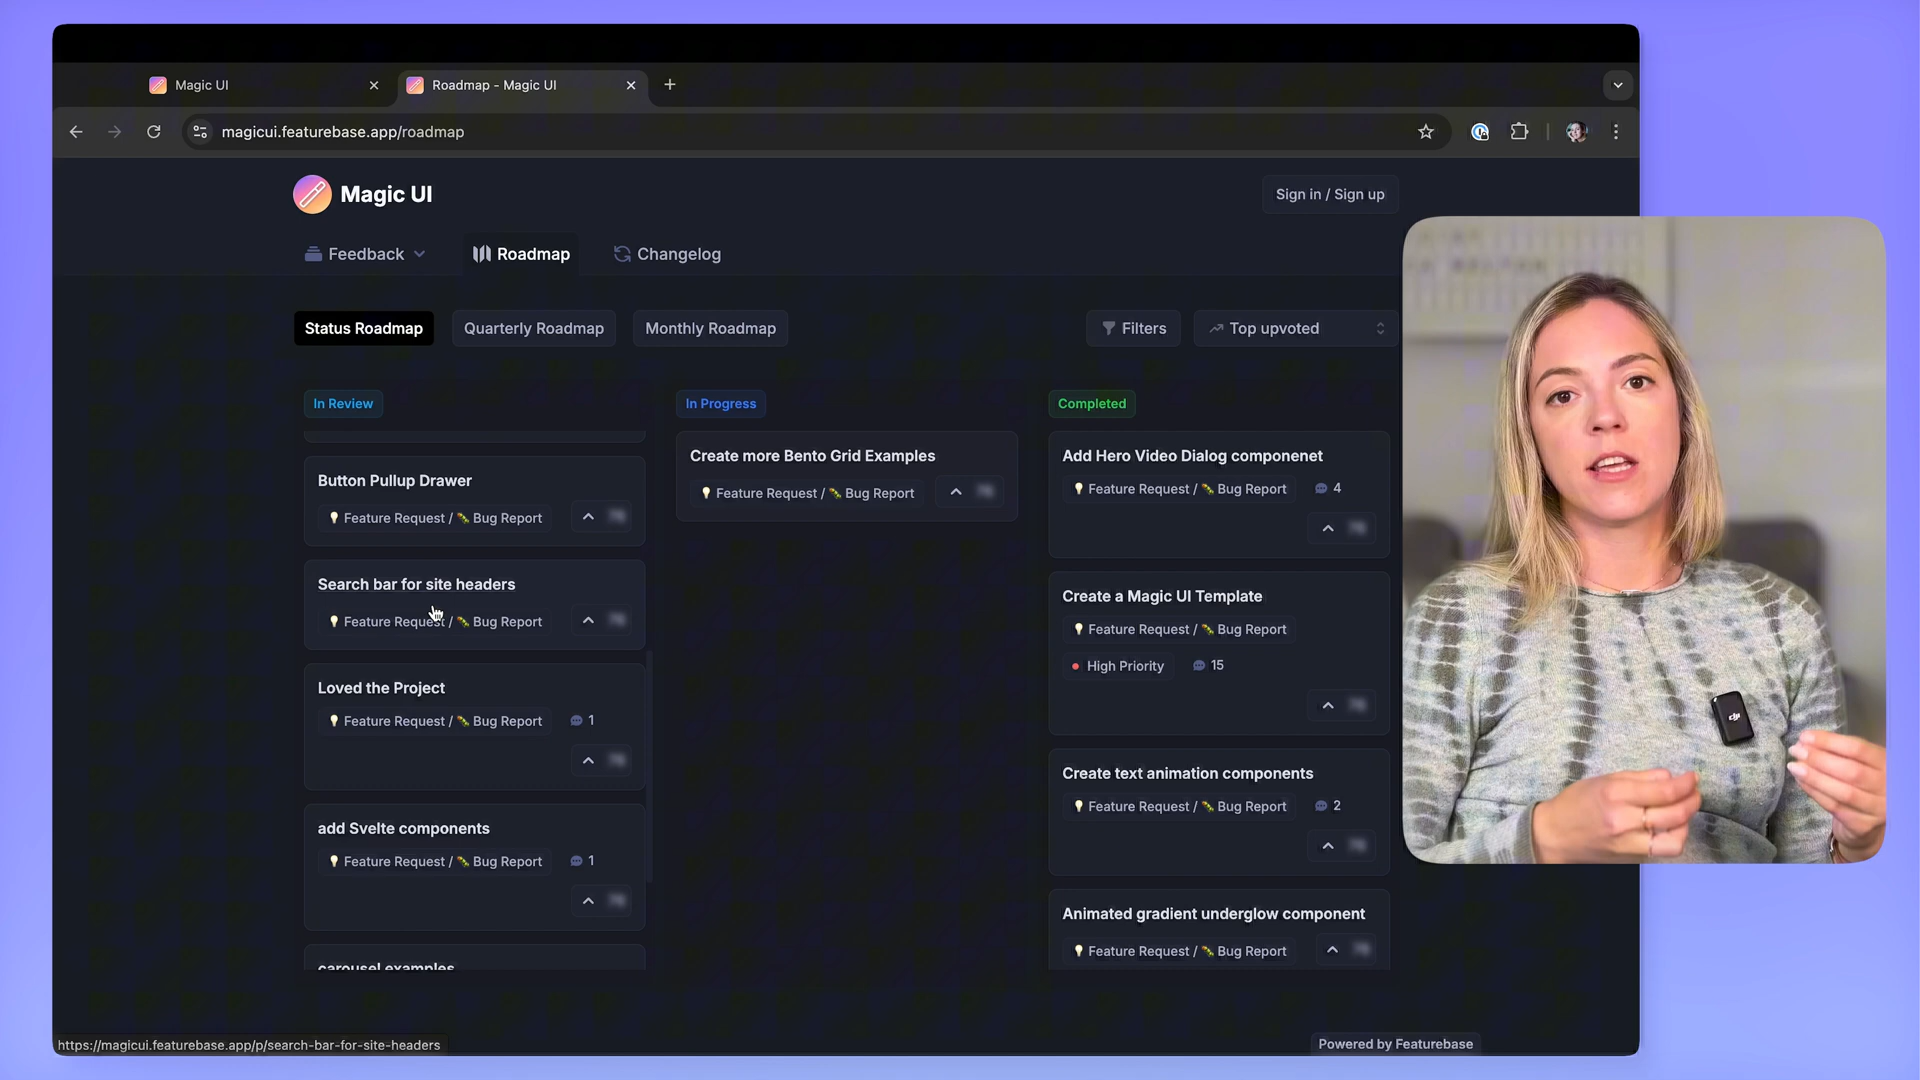 Magic UI
Roadmap - Magic UI
magicui.featurebase.app/roadmap
Magic UI
Sign in / Sign up
Feedback
Roadmap
Changelog
Status Roadmap
Quarterly Roadmap
Monthly Roadmap
Filters
Top upvoted
In Review
Button Pullup Drawer
Feature Request / Bug Report
Search bar for site headers
Feature Request / Bug Report
Loved the Project
Feature Request / Bug Report 1
add Svelte components
Feature Request / Bug Report 1
carousel examples
In Progress
Create more Bento Grid Examples
Feature Request / Bug Report
Completed
Add Hero Video Dialog componenet
Feature Request / Bug Report 4
Create a Magic UI Template
Feature Request / Bug Report
High Priority 15
Create text animation components
Feature Request / Bug Report 2
Animated gradient underglow component
Feature Request / Bug Report
dji
https://magicui.featurebase.app/p/search-bar-for-site-headers
Powered by Featurebase